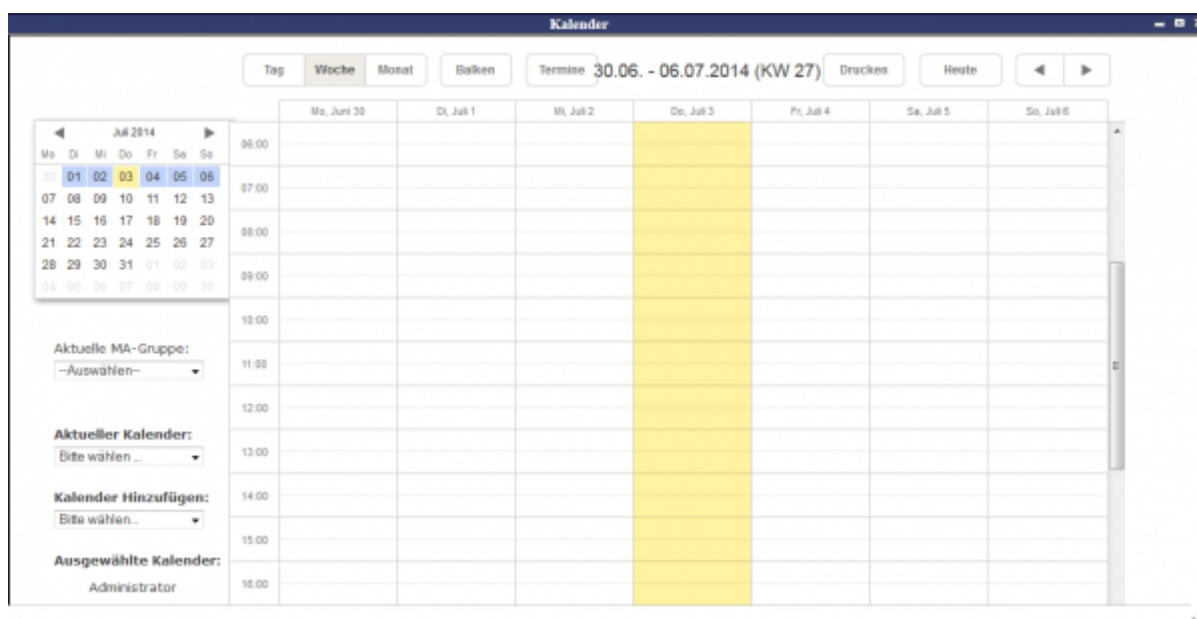 Kalender
Tag Woche Monat Balken Termine 30.06. - 06.07.2014 (KW 27) Drucken Heute
Mo, Juni 30 Di, Juli 1 Mi, Juli 2 Do, Juli 3 Fr, Juli 4 Sa, Juli 5 So, Juli 6
Juli 2014
Mo Di Mi Do Fr Sa So
30 01 02 03 04 05 06
07 08 09 10 11 12 13
14 15 16 17 18 19 20
21 22 23 24 25 26 27
28 29 30 31 01 02 03
04 05 06 07 08 09 10
Aktuelle MA-Gruppe:
--Auswählen--
Aktueller Kalender:
Bitte wählen ...
Kalender Hinzufügen:
Bitte wählen...
Ausgewählte Kalender:
Administrator
06:00
07:00
08:00
09:00
10:00
11:00
12:00
13:00
14:00
15:00
16:00